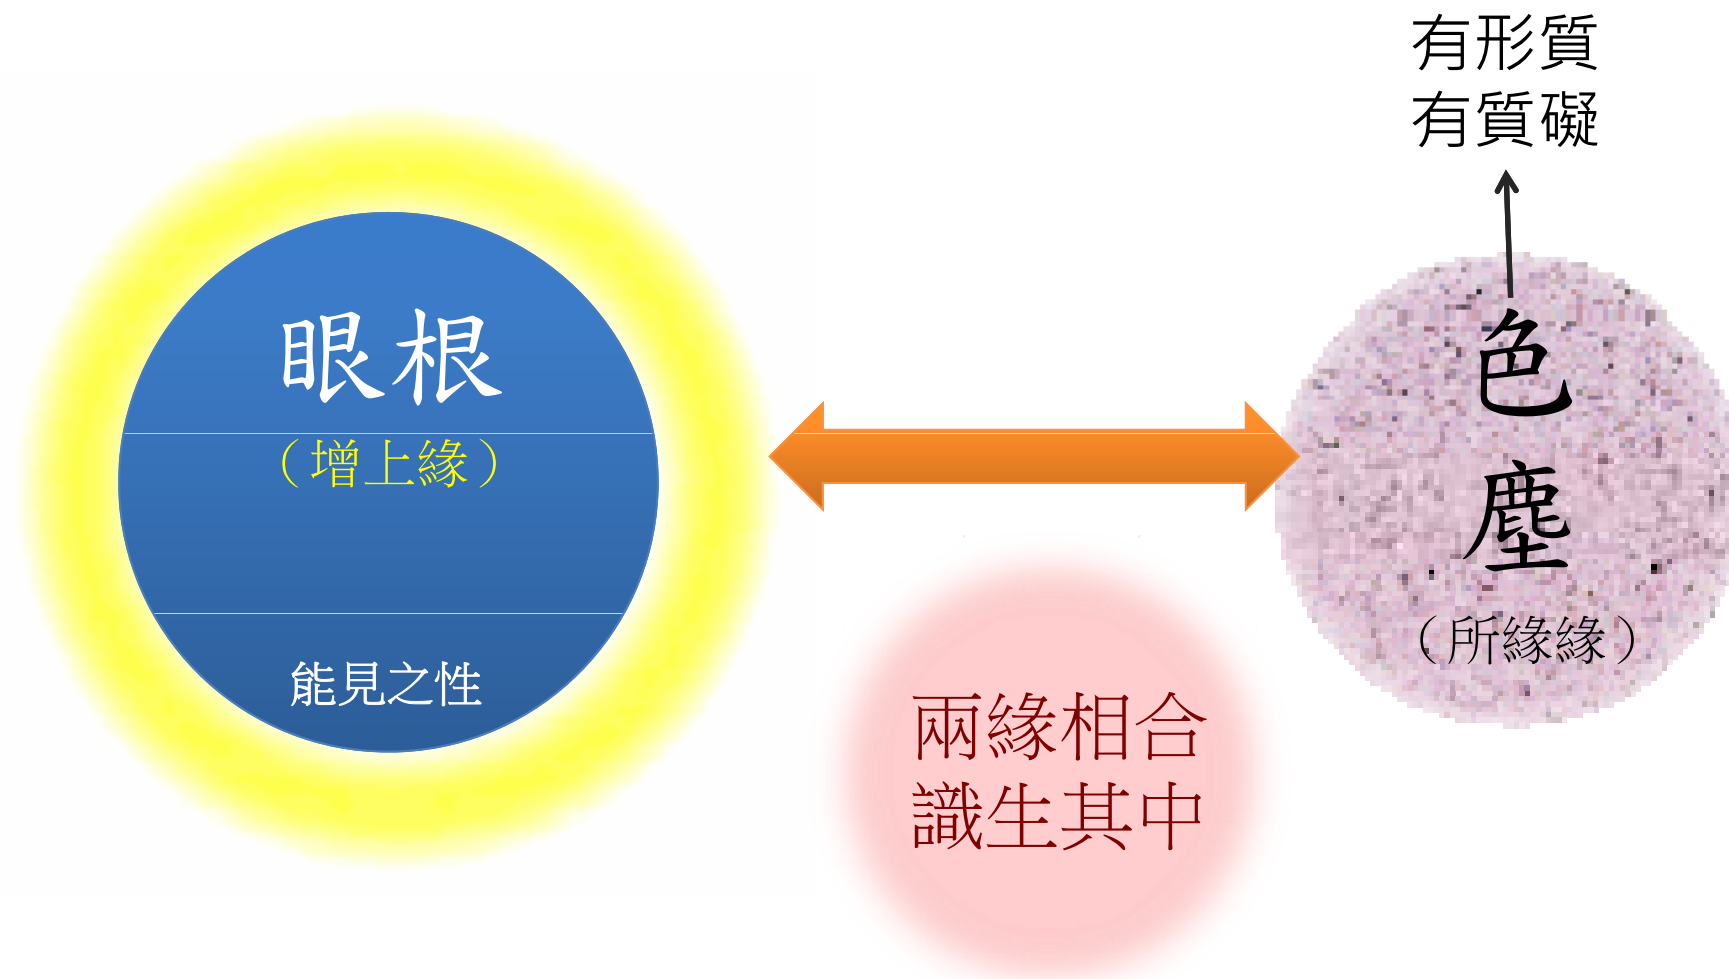 有形質
有質礙
眼根
（增上緣）
能見之性
色
塵
（所緣緣）
兩緣相合
識生其中